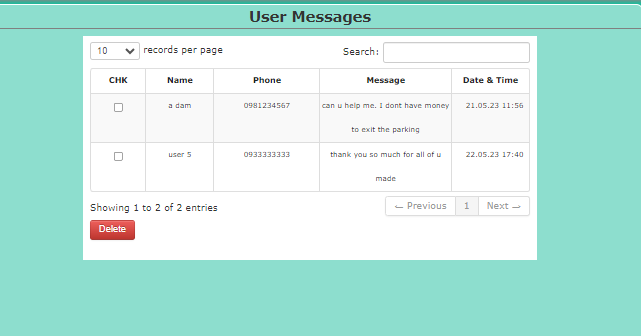 User Messages
10 records per page Search:
CHK Name Phone Message Date & Time
a dam 0981234567 can u help me. I dont have money 21.05.23 11:56
to exit the parking
user 5 0933333333 thank you so much for all of u 22.05.23 17:40
made
Showing 1 to 2 of 2 entries
← Previous 1 Next →
Delete